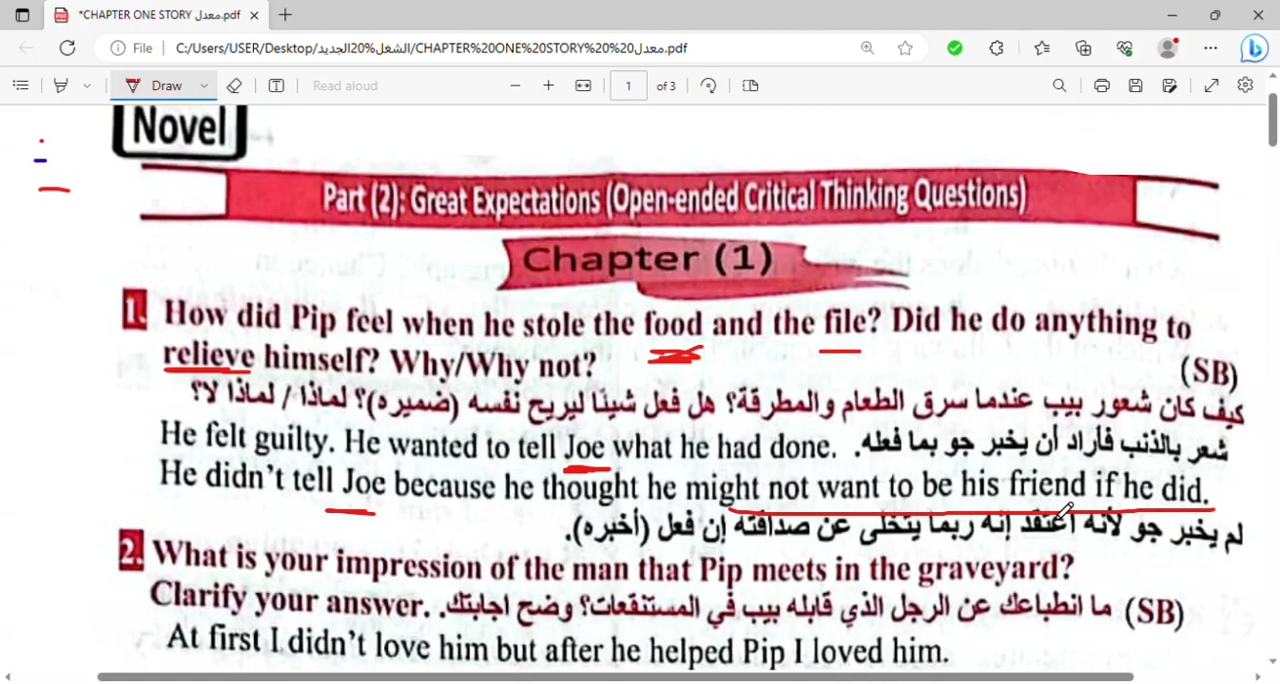 *CHAPTER ONE STORY معدل.pdf
File
C:/Users/USER/Desktop/الشغل%20الجديد/CHAPTER%20ONE%20STORY%20%20معدل.pdf
Draw
Read aloud
1
of 3
Novel
Part (2): Great Expectations (Open-ended Critical Thinking Questions)
Chapter (1)
1. How did Pip feel when he stole the food and the file? Did he do anything to
relieve himself? Why/Why not?
(SB)
كيف كان شعور بيب عندما سرق الطعام والمطرقة؟ هل فعل شيئا ليريح نفسه (ضميره)؟ لماذا / لماذا لا؟
He felt guilty. He wanted to tell Joe what he had done. شعر بالذنب فأراد أن يخبر جو بما فعله.
He didn't tell Joe because he thought he might not want to be his friend if he did.
لم يخبر جو لأنه أعتقد إنه ربما يتخلى عن صداقته إن فعل (أخبره).
2. What is your impression of the man that Pip meets in the graveyard?
Clarify your answer. ما انطباعك عن الرجل الذي قابله بيب في المستنقعات؟ وضح اجابتك. (SB)
At first I didn't love him but after he helped Pip I loved him.